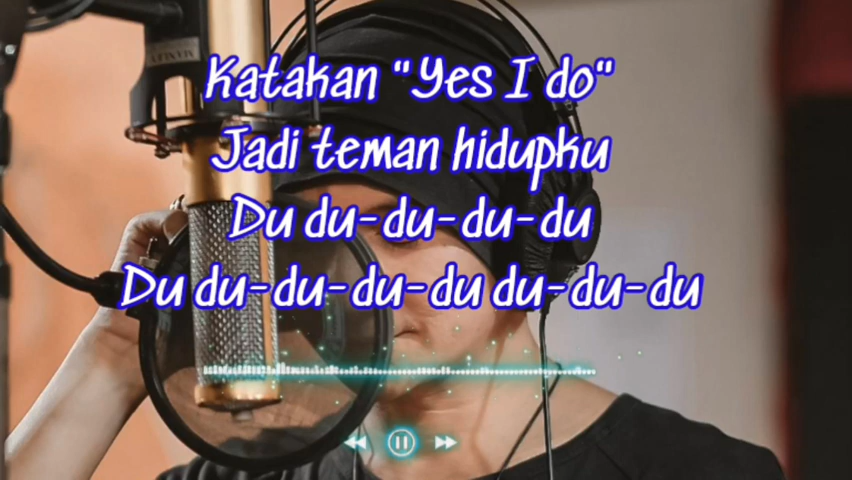 Katakan "Yes I do"
Jadi teman hidupku
Du du-du-du-du
Du du-du-du-du du-du-du